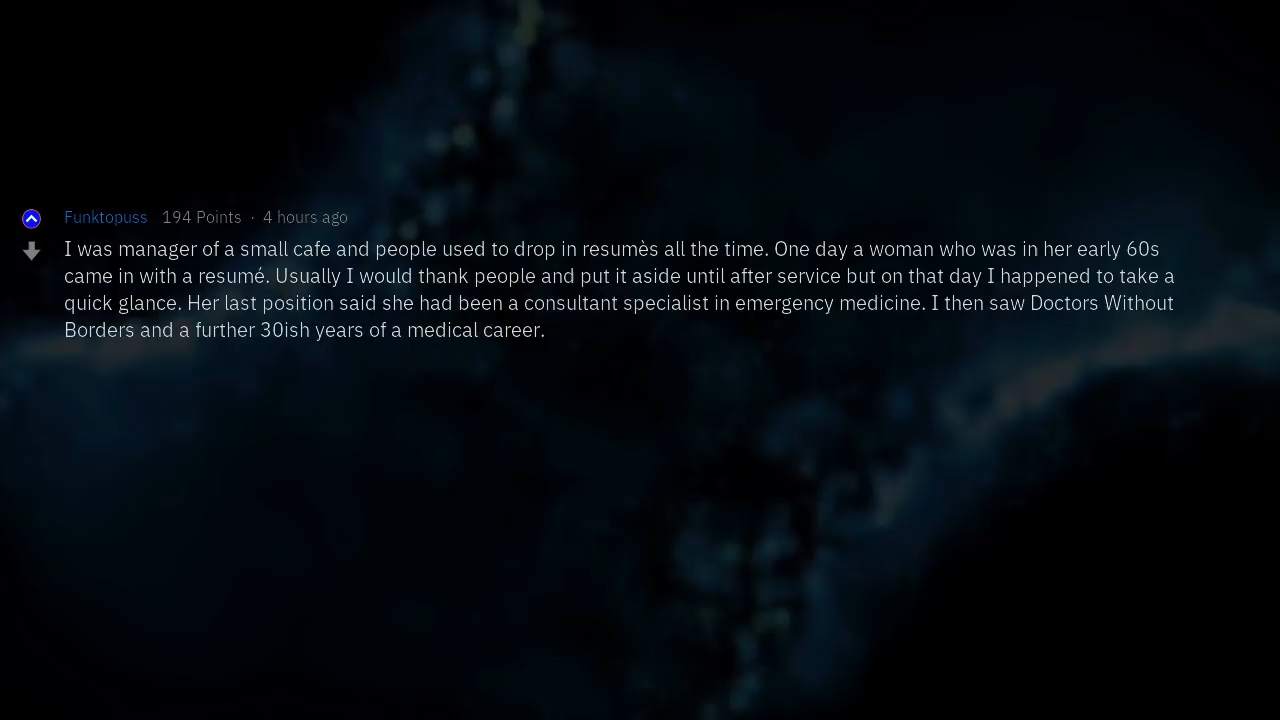 Funktopuss 194 Points · 4 hours ago
I was manager of a small cafe and people used to drop in resumès all the time. One day a woman who was in her early 60s
came in with a resumé. Usually I would thank people and put it aside until after service but on that day I happened to take a
quick glance. Her last position said she had been a consultant specialist in emergency medicine. I then saw Doctors Without
Borders and a further 30ish years of a medical career.